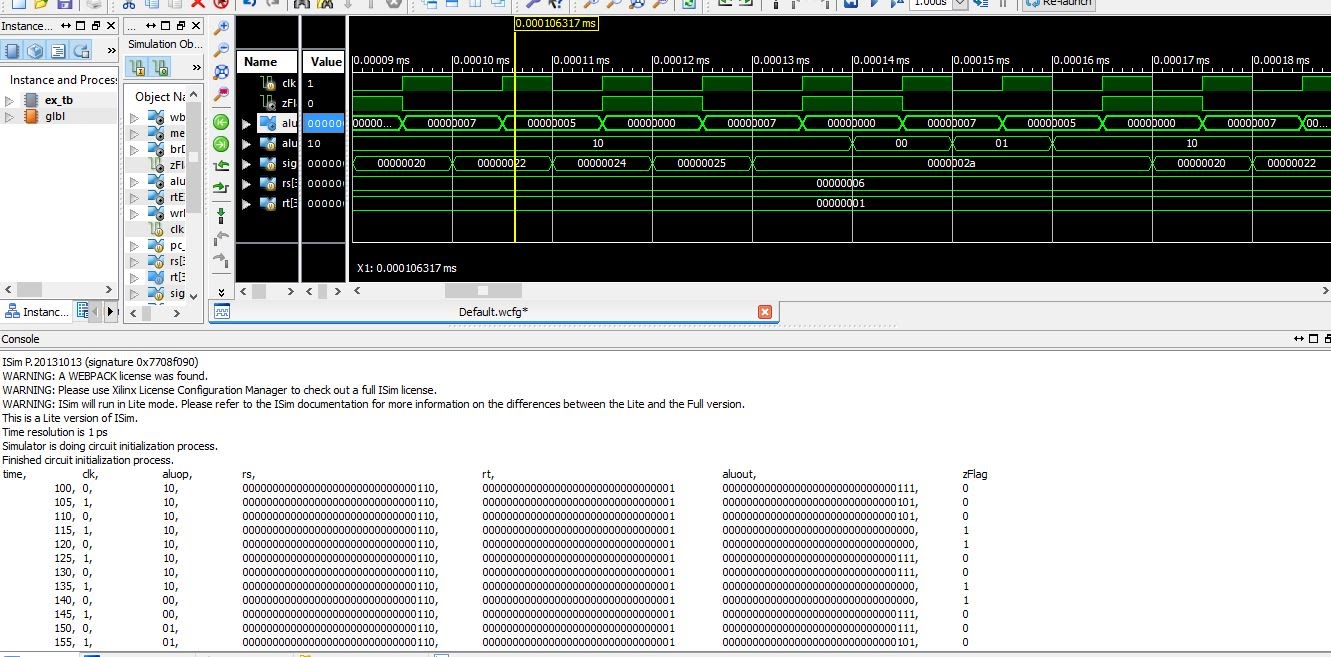 1.00us
Re-launch
Instance...
...
Simulation Ob...
Instance and Proces
ex_tb
glbl
Object Na
wb
me
brD
zFl
alu
rtE
wrl
clk
pc_
rs[3
rt[3
sig
Name
Value
clk 1
zFl 0
alu 00000
alu 10
sig 00000
rs[3 00000
rt[3 00000
0.000106317 ms
0.00009 ms 0.00010 ms 0.00011 ms 0.00012 ms 0.00013 ms 0.00014 ms 0.00015 ms 0.00016 ms 0.00017 ms 0.00018 ms
00000... 00000007 00000005 00000000 00000007 00000000 00000007 00000005 00000000 00000007 00...
10 00 01 10
00000020 00000022 00000024 00000025 0000002a 00000020 00000022
00000006
00000001
X1: 0.000106317 ms
Instanc...
Default.wcfg*
Console
ISim P.20131013 (signature 0x7708f090)
WARNING: A WEBPACK license was found.
WARNING: Please use Xilinx License Configuration Manager to check out a full ISim license.
WARNING: ISim will run in Lite mode. Please refer to the ISim documentation for more information on the differences between the Lite and the Full version.
This is a Lite version of ISim.
Time resolution is 1 ps
Simulator is doing circuit initialization process.
Finished circuit initialization process.
time, clk, aluop, rs, rt, aluout, zFlag
100, 0, 10, 00000000000000000000000000000110, 00000000000000000000000000000001 00000000000000000000000000000111, 0
105, 1, 10, 00000000000000000000000000000110, 00000000000000000000000000000001 00000000000000000000000000000101, 0
110, 0, 10, 00000000000000000000000000000110, 00000000000000000000000000000001 00000000000000000000000000000101, 0
115, 1, 10, 00000000000000000000000000000110, 00000000000000000000000000000001 00000000000000000000000000000000, 1
120, 0, 10, 00000000000000000000000000000110, 00000000000000000000000000000001 00000000000000000000000000000000, 1
125, 1, 10, 00000000000000000000000000000110, 00000000000000000000000000000001 00000000000000000000000000000111, 0
130, 0, 10, 00000000000000000000000000000110, 00000000000000000000000000000001 00000000000000000000000000000111, 0
135, 1, 10, 00000000000000000000000000000110, 00000000000000000000000000000001 00000000000000000000000000000000, 1
140, 0, 00, 00000000000000000000000000000110, 00000000000000000000000000000001 00000000000000000000000000000000, 1
145, 1, 00, 00000000000000000000000000000110, 00000000000000000000000000000001 00000000000000000000000000000111, 0
150, 0, 01, 00000000000000000000000000000110, 00000000000000000000000000000001 00000000000000000000000000000111, 0
155, 1, 01, 00000000000000000000000000000110, 00000000000000000000000000000001 00000000000000000000000000000101, 0